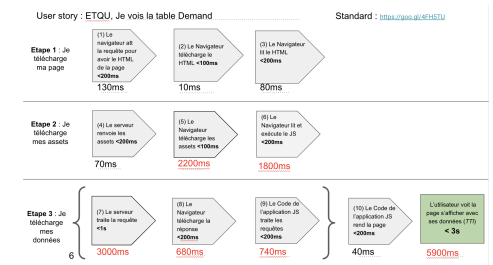 User story : ETQU, Je vois la table Demand
Standard : https://goo.gl/4FH5TU
Etape 1 : Je
télécharge
ma page
(1) Le
navigateur att
la requête pour
avoir le HTML
de la page
<200ms
130ms
(2) Le Navigateur
télécharge le
HTML <100ms
10ms
(3) Le Navigateur
lit le HTML
<200ms
80ms
Etape 2 : Je
télécharge
mes assets
(4) Le serveur
renvoie les
assets <200ms
70ms
(5) Le
Navigateur
télécharge les
assets <100ms
2200ms
(6) Le
Navigateur lit et
exécute le JS
<200ms
1800ms
Etape 3 : Je
télécharge
mes
données
6
(7) Le serveur
traite la requête
<1s
3000ms
(8) Le
Navigateur
télécharge la
réponse
<200ms
680ms
(9) Le Code de
l'application JS
traite les
requêtes
<200ms
740ms
(10) Le Code de
l'application JS
rend la page
<200ms
40ms
L'utilisateur voit la
page s'afficher avec
ses données (TTI)
< 3s
5900ms